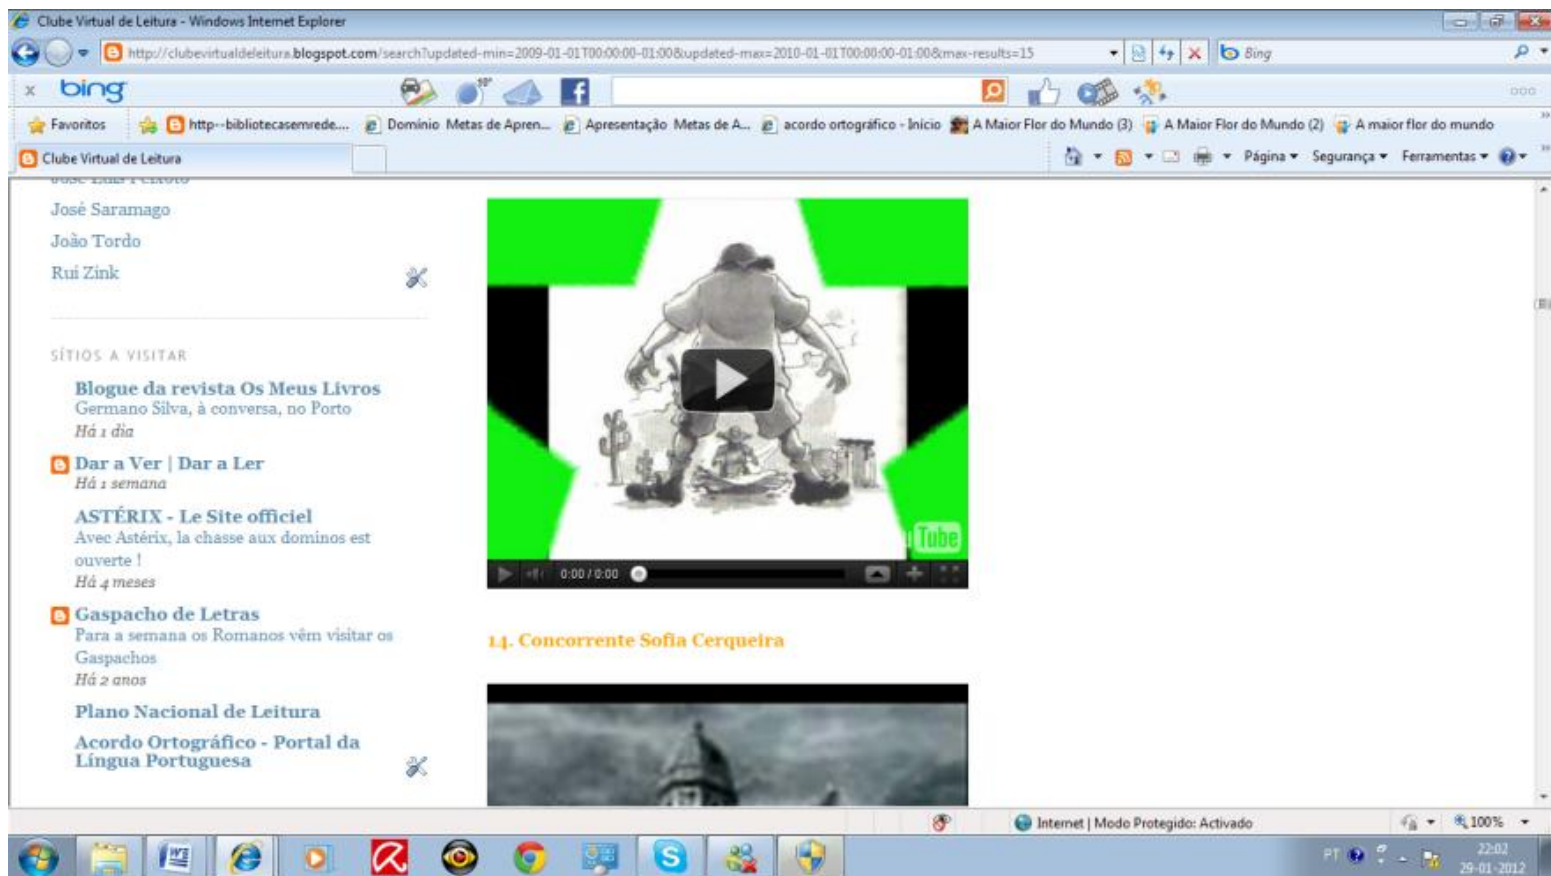 Clube Virtual de Leitura - Windows Internet Explorer
http://clubevirtualdeleitura.blogspot.com/search?updated-min=2009-01-01T00:00:00-01:00&updated-max=2010-01-01T00:00:00-01:00&max-results=15
Bing
x bing
Favoritos http--bibliotecasemrede.... Domínio Metas de Apren... Apresentação Metas de A... acordo ortográfico - Início A Maior Flor do Mundo (3) A Maior Flor do Mundo (2) A maior flor do mundo
Clube Virtual de Leitura
Página Segurança Ferramentas
José Luís Peixoto
José Saramago
João Tordo
Rui Zink
SÍTIOS A VISITAR
Blogue da revista Os Meus Livros
Germano Silva, à conversa, no Porto
Há 1 dia
Dar a Ver | Dar a Ler
Há 1 semana
ASTÉRIX - Le Site officiel
Avec Astérix, la chasse aux dominos est
ouverte !
Há 4 meses
Gaspacho de Letras
Para a semana os Romanos vêm visitar os
Gaspachos
Há 2 anos
Plano Nacional de Leitura
Acordo Ortográfico - Portal da
Língua Portuguesa
Tube
0:00 / 0:00
14. Concorrente Sofia Cerqueira
Internet | Modo Protegido: Activado
100%
PT
22:02
29-01-2012